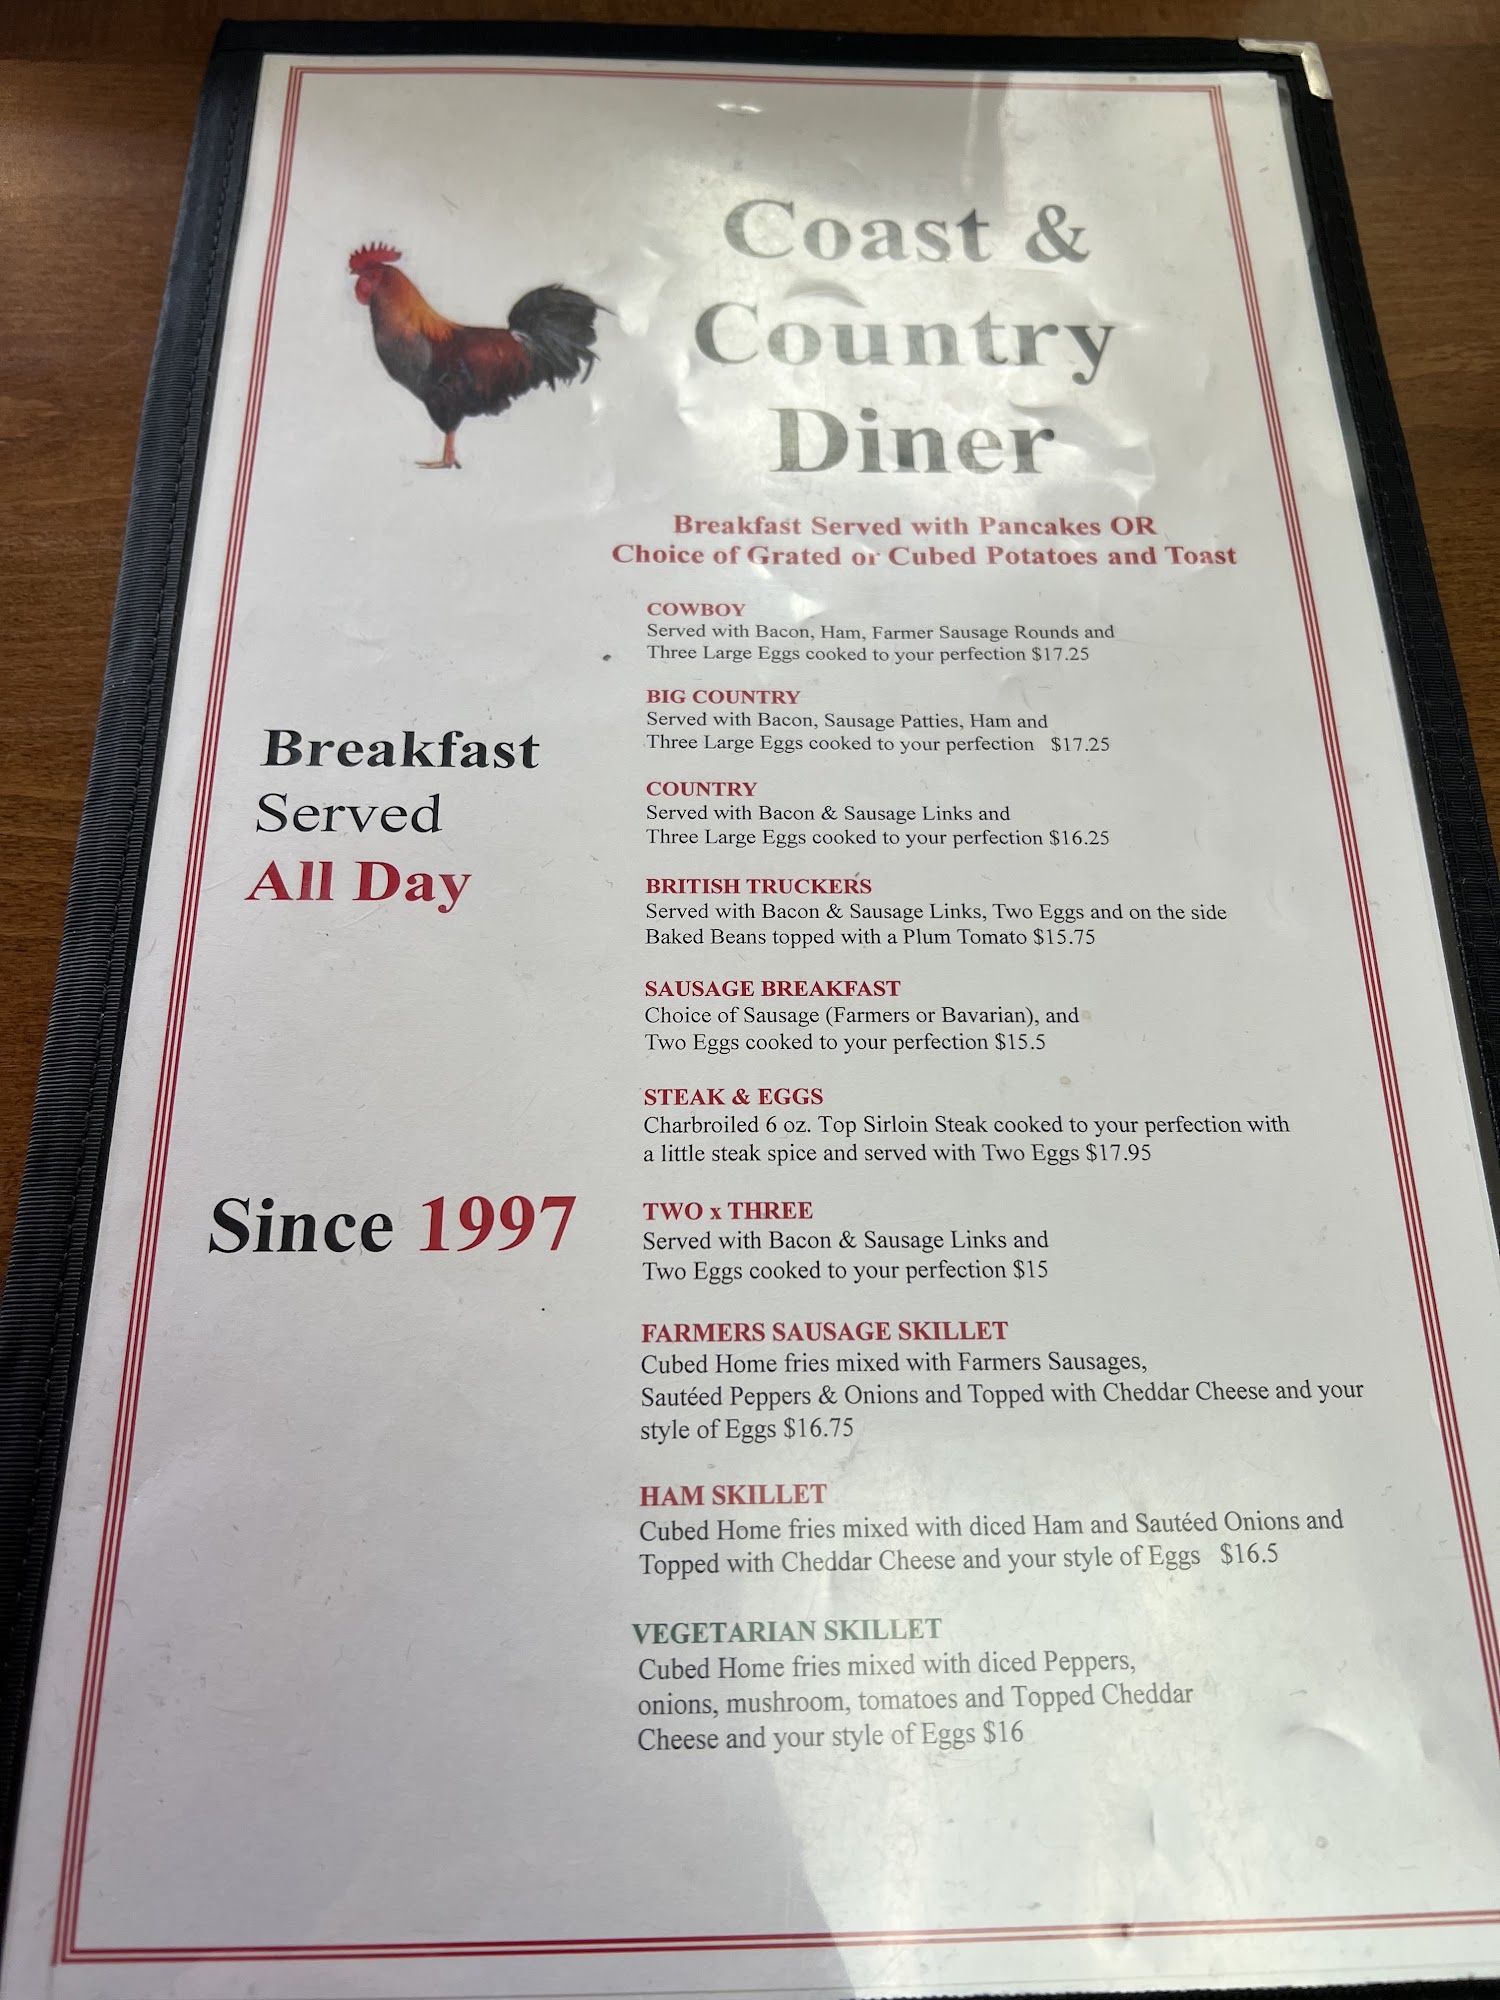 Coast &
Country
Diner
Breakfast Served with Pancakes OR
Choice of Grated or Cubed Potatoes and Toast
COWBOY
Served with Bacon, Ham, Farmer Sausage Rounds and
Three Large Eggs cooked to your perfection $17.25
BIG COUNTRY
Served with Bacon, Sausage Patties, Ham and
Three Large Eggs cooked to your perfection $17.25
COUNTRY
Served with Bacon & Sausage Links and
Three Large Eggs cooked to your perfection $16.25
BRITISH TRUCKERS
Served with Bacon & Sausage Links, Two Eggs and on the side
Baked Beans topped with a Plum Tomato $15.75
SAUSAGE BREAKFAST
Choice of Sausage (Farmers or Bavarian), and
Two Eggs cooked to your perfection $15.5
STEAK & EGGS
Charbroiled 6 oz. Top Sirloin Steak cooked to your perfection with
a little steak spice and served with Two Eggs $17.95
TWO x THREE
Served with Bacon & Sausage Links and
Two Eggs cooked to your perfection $15
FARMERS SAUSAGE SKILLET
Cubed Home fries mixed with Farmers Sausages,
Sautéed Peppers & Onions and Topped with Cheddar Cheese and your
style of Eggs $16.75
HAM SKILLET
Cubed Home fries mixed with diced Ham and Sautéed Onions and
Topped with Cheddar Cheese and your style of Eggs $16.5
VEGETARIAN SKILLET
Cubed Home fries mixed with diced Peppers,
onions, mushroom, tomatoes and Topped Cheddar
Cheese and your style of Eggs $16
Breakfast
Served
All Day
Since 1997